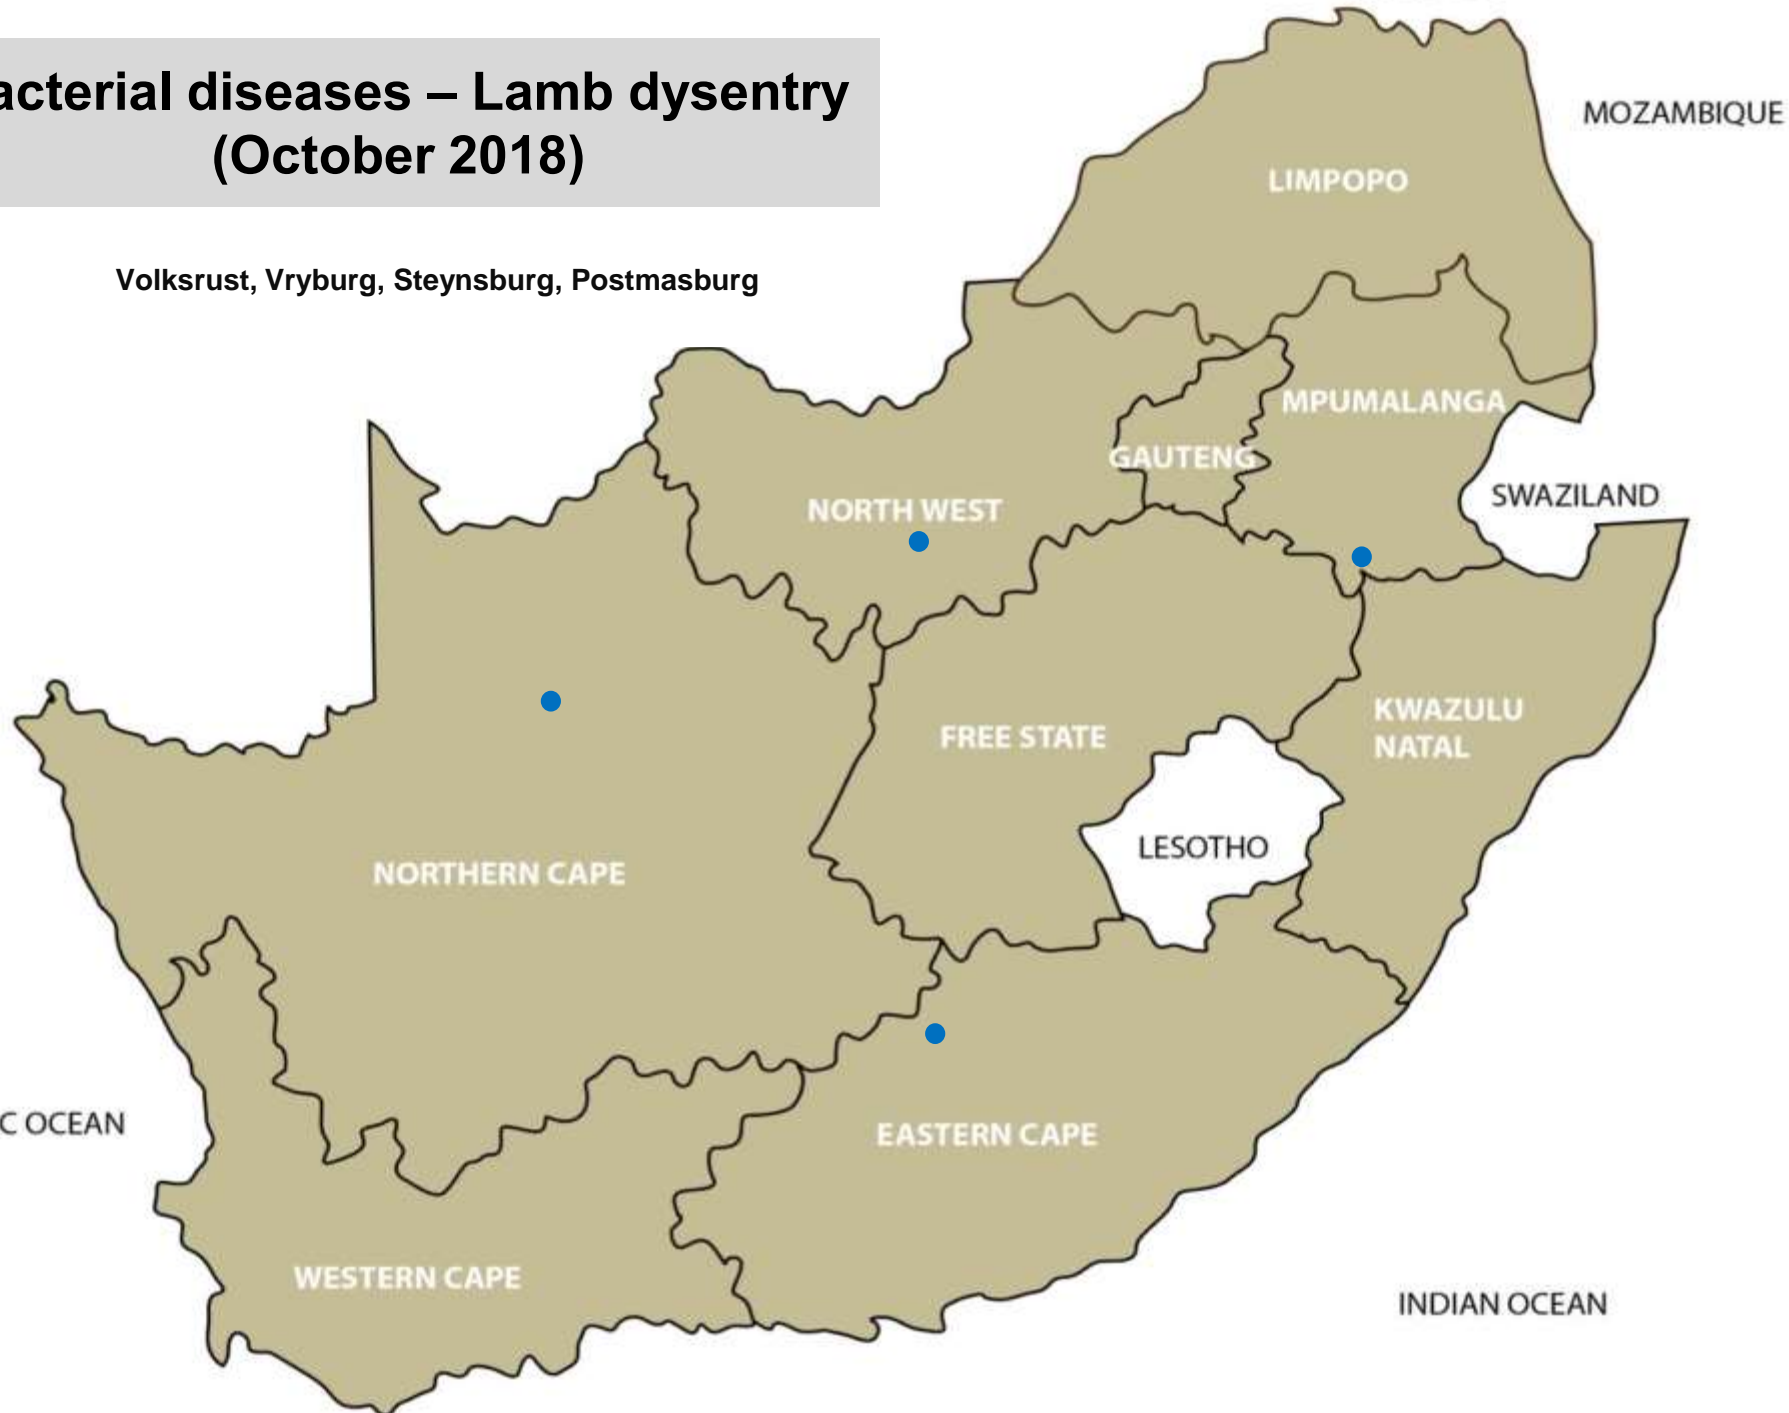 acterial diseases – Lamb dysentry
(October 2018)
Volksrust, Vryburg, Steynsburg, Postmasburg
MOZAMBIQUE
LIMPOPO
MPUMALANGA
GAUTENG
SWAZILAND
NORTH WEST
KWAZULU
NATAL
FREE STATE
LESOTHO
NORTHERN CAPE
C OCEAN
EASTERN CAPE
WESTERN CAPE
INDIAN OCEAN